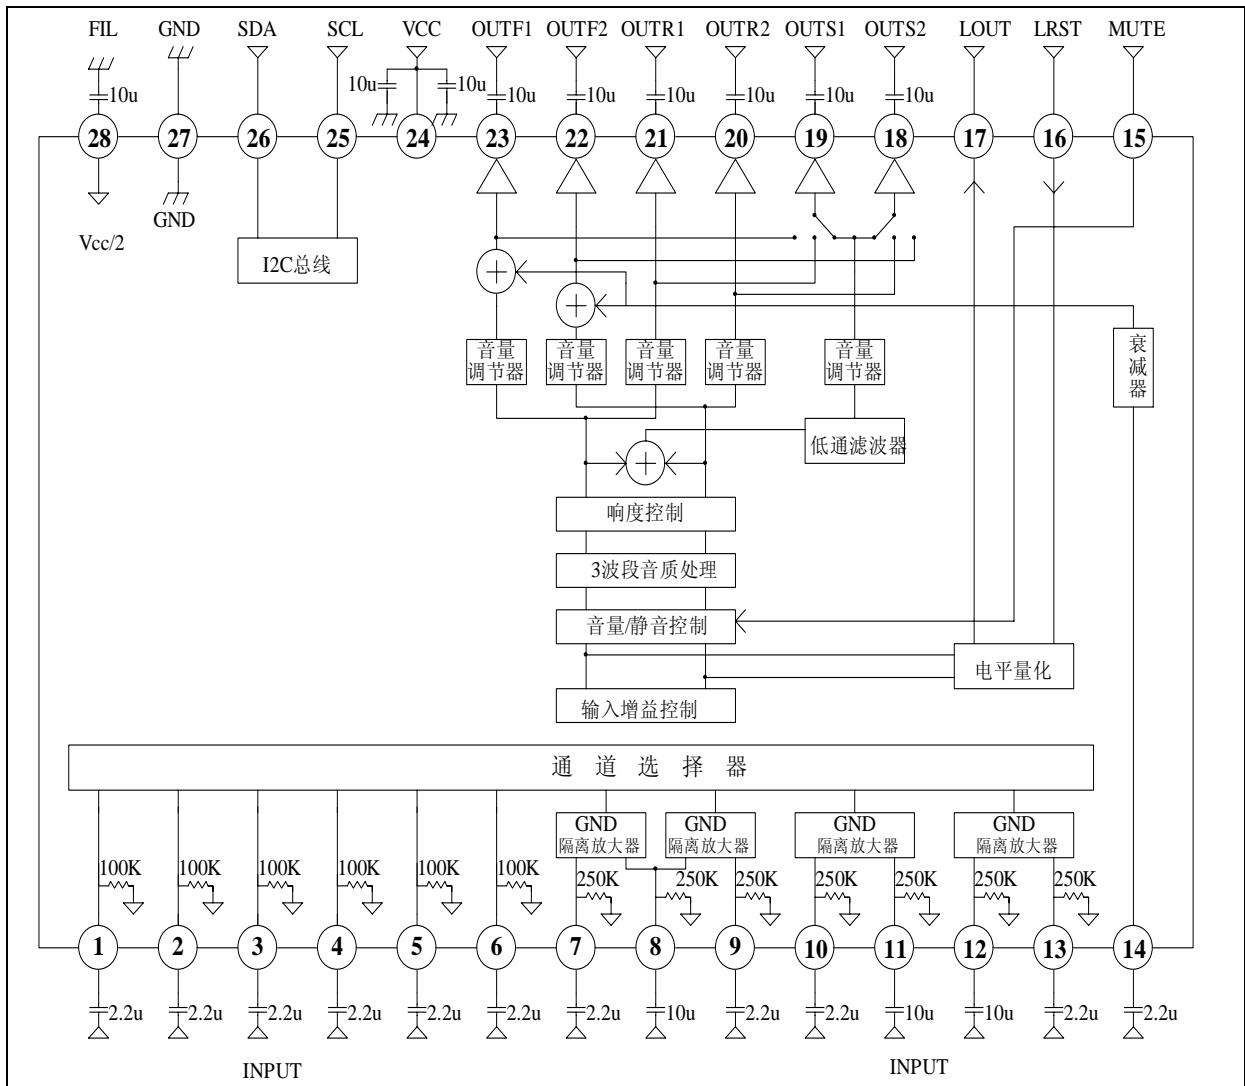 FIL GND SDA SCL VCC OUTF1 OUTF2 OUTR1 OUTR2 OUTS1 OUTS2 LOUT LRST MUTE
10u 10u 10u 10u 10u 10u 10u 10u 10u
28 27 26 25 24 23 22 21 20 19 18 17 16 15
GND
Vcc/2
I2C总线
音量调节器 音量调节器 音量调节器 音量调节器 音量调节器
衰减器
低通滤波器
响度控制
3波段音质处理
音量/静音控制
电平量化
输入增益控制
通道选择器
GND GND GND GND
隔离放大器 隔离放大器 隔离放大器 隔离放大器
100K 100K 100K 100K 100K 100K 250K 250K 250K 250K 250K 250K 250K
1 2 3 4 5 6 7 8 9 10 11 12 13 14
2.2u 2.2u 2.2u 2.2u 2.2u 2.2u 2.2u 10u 2.2u 2.2u 10u 10u 2.2u 2.2u
INPUT INPUT